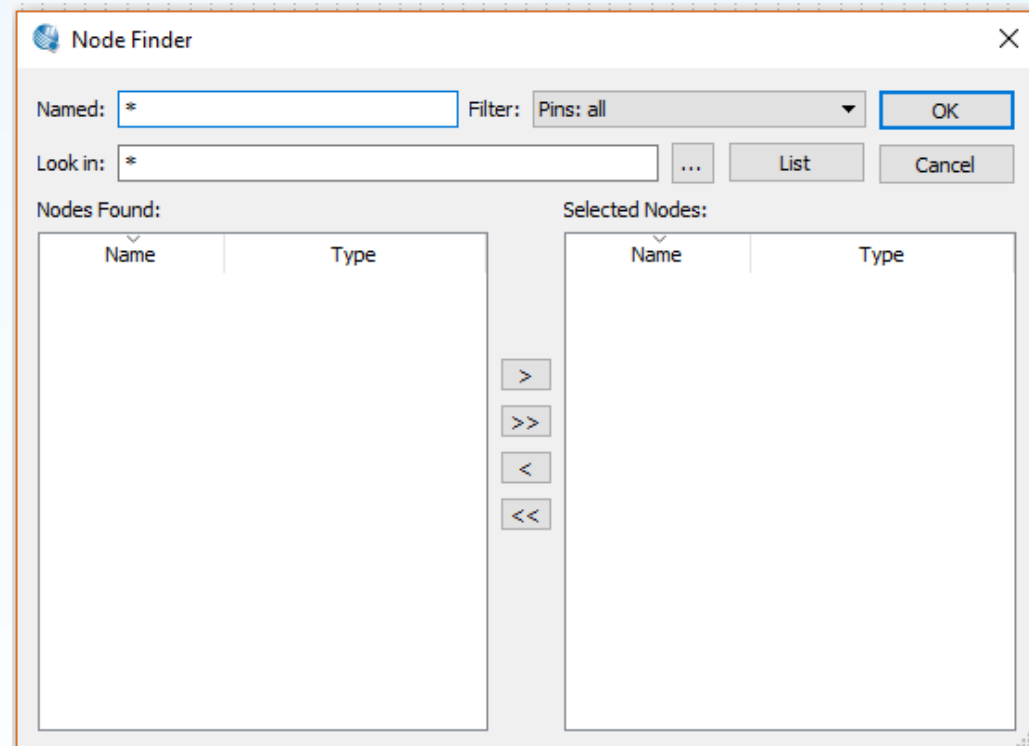 Node Finder
Named: * Filter: Pins: all OK
Look in: * ... List Cancel
Nodes Found: Selected Nodes:
Name Type Name Type
>
>>
<
<<